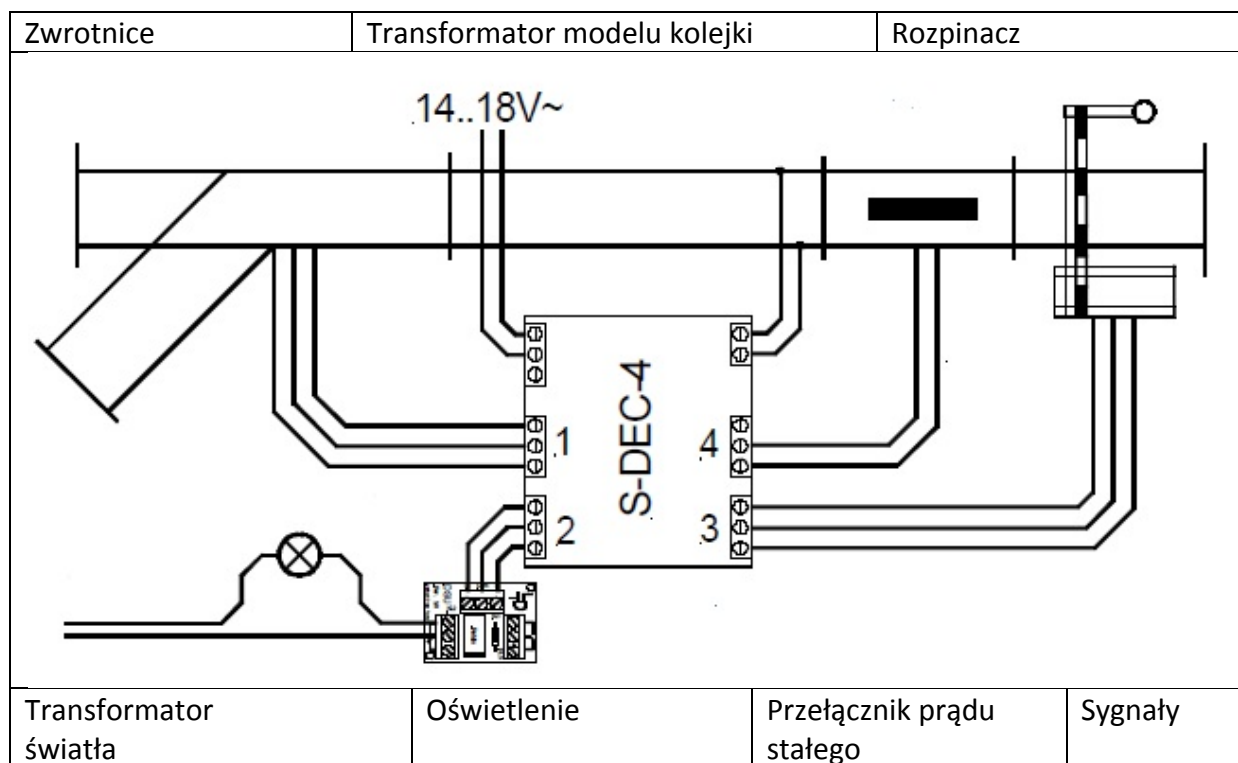 Zwrotnice
Transformator modelu kolejki
Rozpinacz
14..18V~
S-DEC-4
1
4
2
3
Transformator
światła
Oświetlenie
Przełącznik prądu
stałego
Sygnały